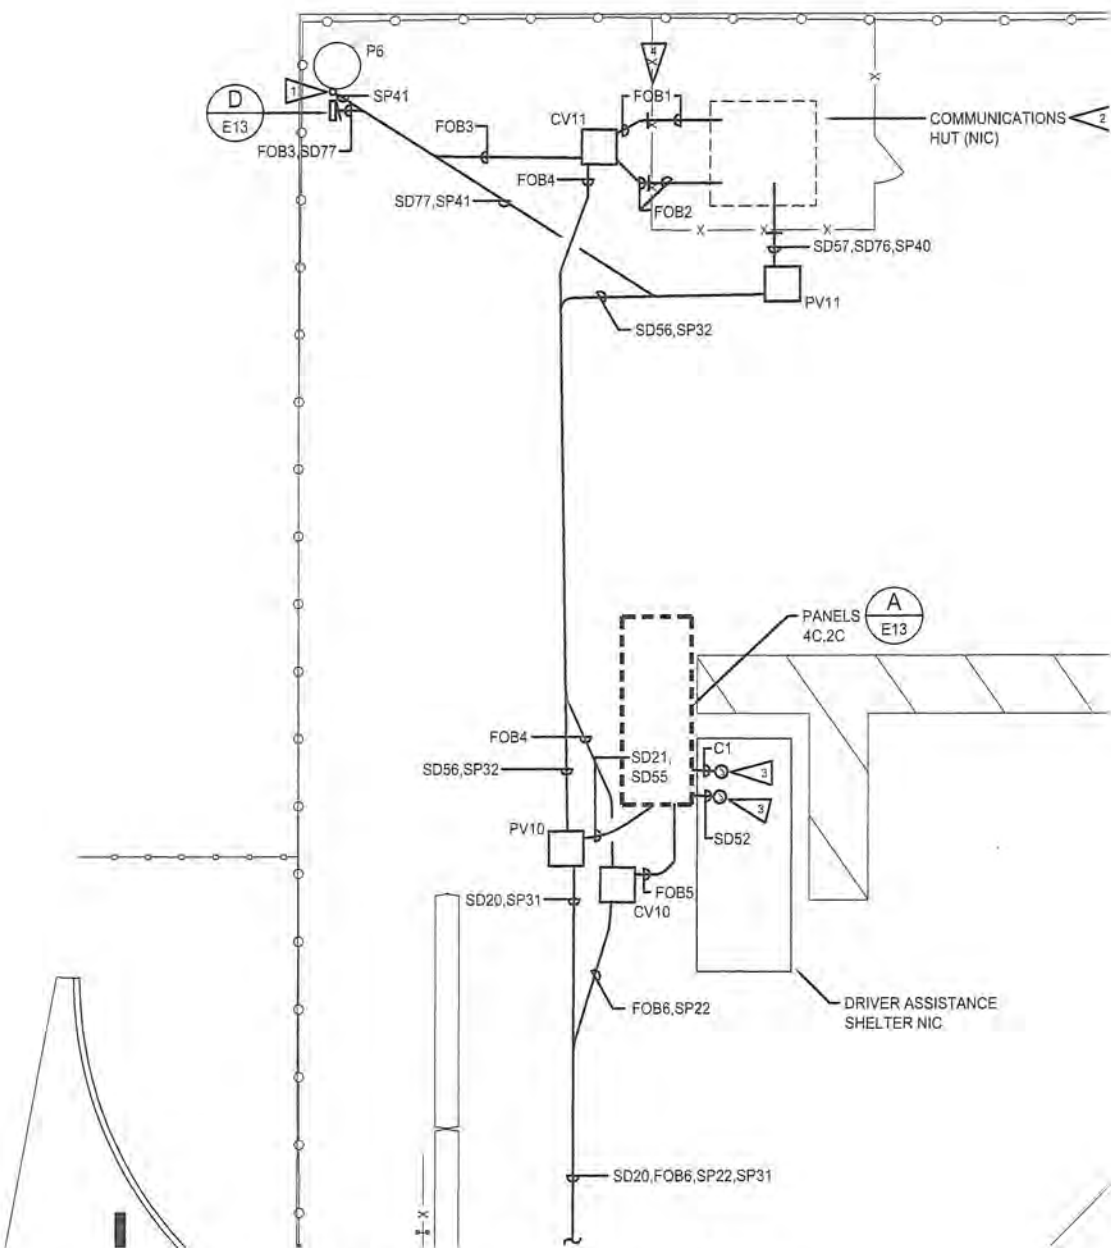 P6
4
1
SP41
D
E13
FOB3,SD77
FOB3
CV11
FOB1
COMMUNICATIONS
HUT (NIC)
2
FOB4
FOB2
SD77,SP41
X
X
X
X
X
X
SD57,SD76,SP40
PV11
SD56,SP32
PANELS
4C,2C
A
E13
FOB4
SD56,SP32
SD21,
SD55
C1
3
3
SD52
PV10
SD20,SP31
FOB5
CV10
FOB6,SP22
DRIVER ASSISTANCE
SHELTER NIC
SD20,FOB6,SP22,SP31
X